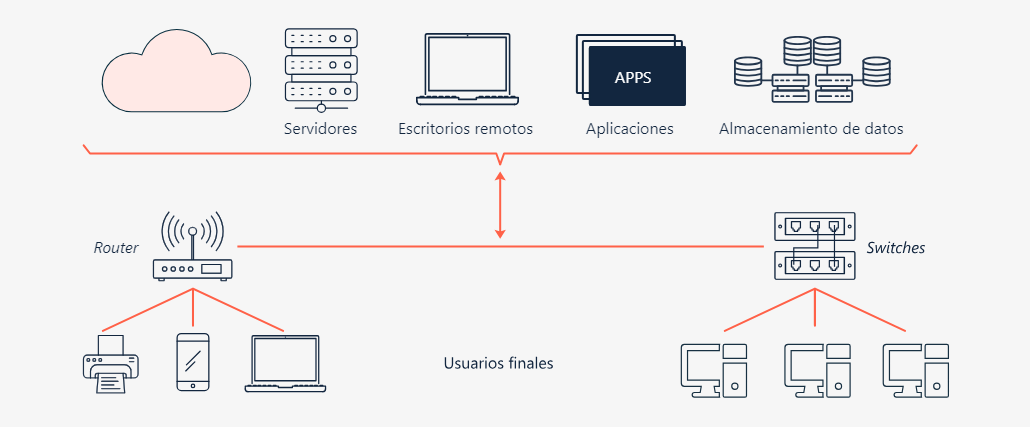 APPS
Servidores
Escritorios remotos
Aplicaciones
Almacenamiento de datos
Router
Switches
Usuarios finales